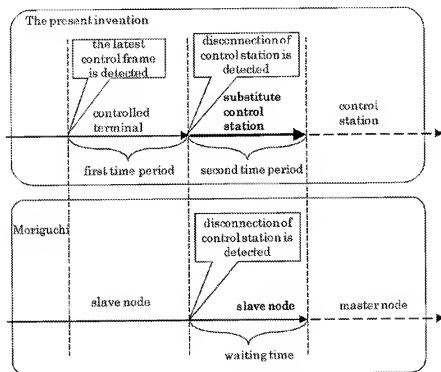 The present invention
the latest
control frame
is detected
disconnection of
control station is
detected
controlled
terminal
substitute
control
station
control
station
first time period
second time period
Moriguchi
disconnection of
control station is
detected
slave node
slave node
master node
waiting time